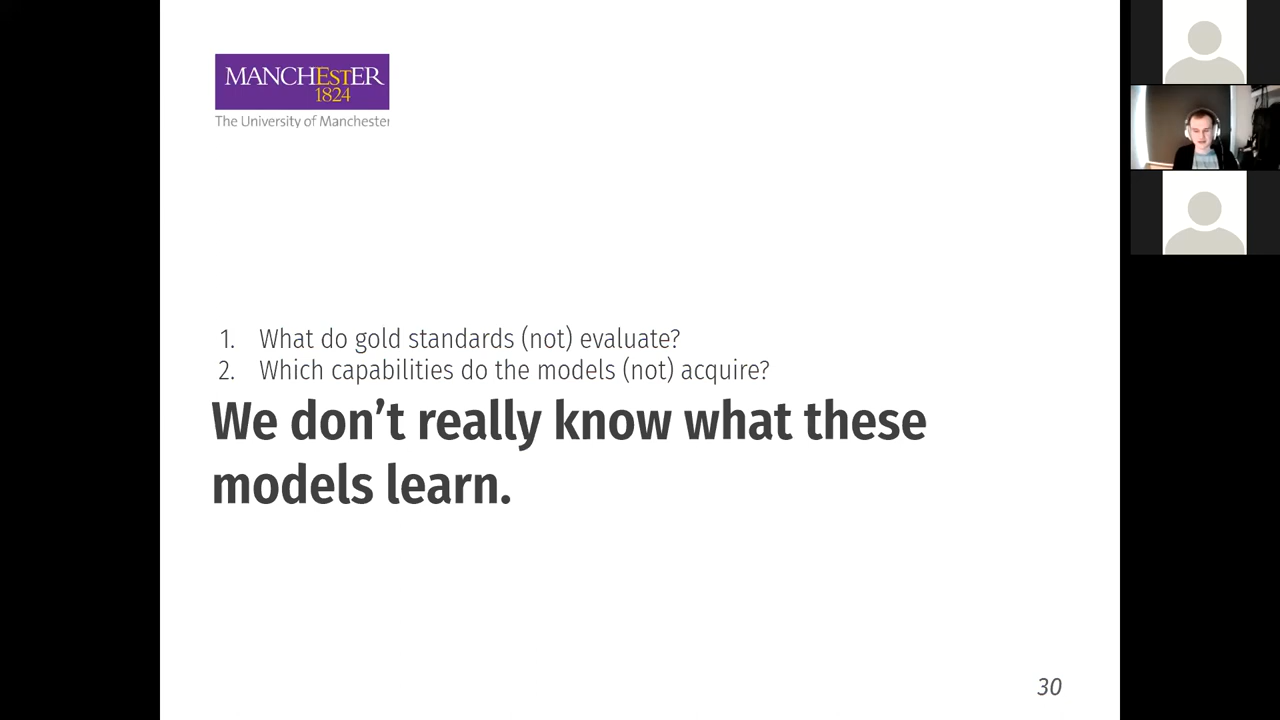 MANCHESTER
1824
The University of Manchester
1. What do gold standards (not) evaluate?
2. Which capabilities do the models (not) acquire?
We don’t really know what these
models learn.
30